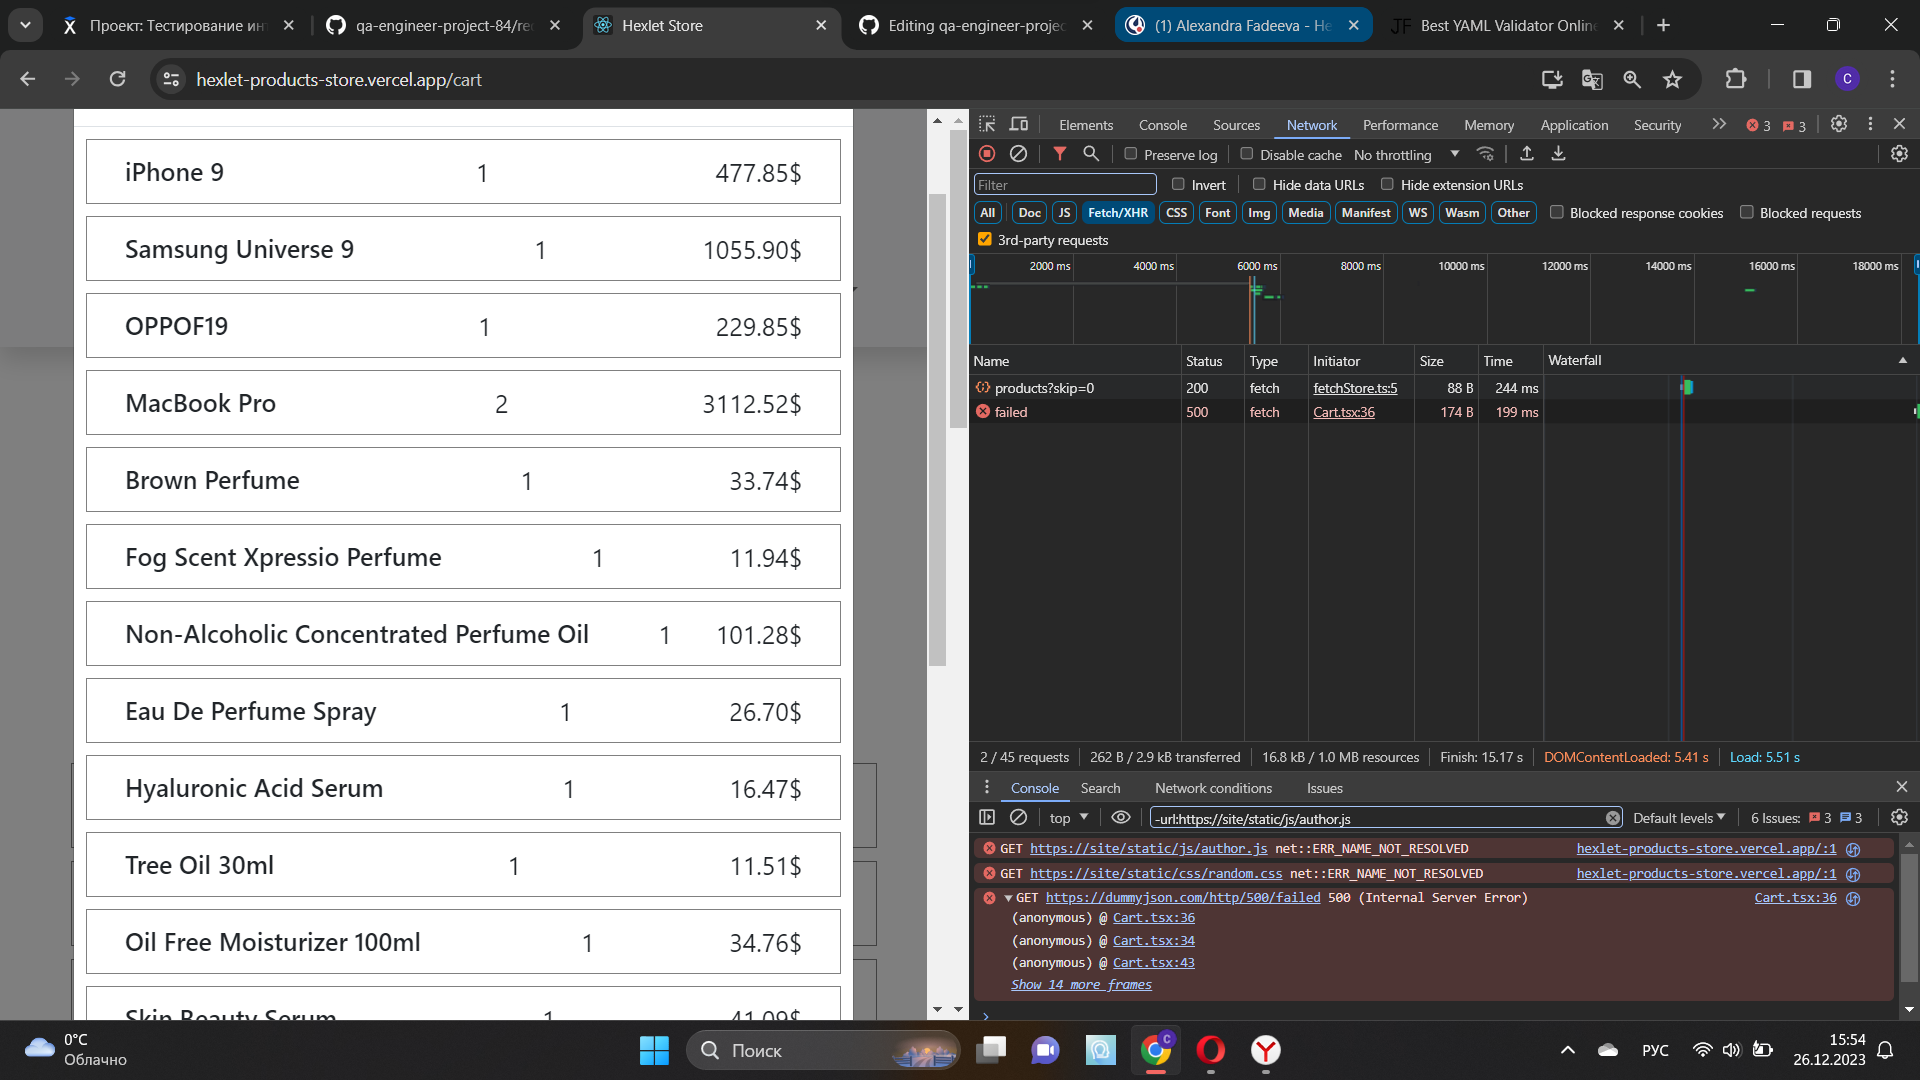 Проект: Тестирование инт
qa-engineer-project-84/re
Hexlet Store
Editing qa-engineer-projec
(1) Alexandra Fadeeva - He
JF Best YAML Validator Online
hexlet-products-store.vercel.app/cart
C
iPhone 9 1 477.85$
Samsung Universe 9 1 1055.90$
OPPOF19 1 229.85$
MacBook Pro 2 3112.52$
Brown Perfume 1 33.74$
Fog Scent Xpressio Perfume 1 11.94$
Non-Alcoholic Concentrated Perfume Oil 1 101.28$
Eau De Perfume Spray 1 26.70$
Hyaluronic Acid Serum 1 16.47$
Tree Oil 30ml 1 11.51$
Oil Free Moisturizer 100ml 1 34.76$
Skin Beauty Serum 1 41.09$
Elements Console Sources Network Performance Memory Application Security 3 3
Preserve log Disable cache No throttling
Filter Invert Hide data URLs Hide extension URLs
All Doc JS Fetch/XHR CSS Font Img Media Manifest WS Wasm Other Blocked response cookies Blocked requests
3rd-party requests
2000 ms 4000 ms 6000 ms 8000 ms 10000 ms 12000 ms 14000 ms 16000 ms 18000 ms
Name Status Type Initiator Size Time Waterfall
products?skip=0 200 fetch fetchStore.ts:5 88 B 244 ms
failed 500 fetch Cart.tsx:36 174 B 199 ms
2 / 45 requests 262 B / 2.9 kB transferred 16.8 kB / 1.0 MB resources Finish: 15.17 s DOMContentLoaded: 5.41 s Load: 5.51 s
Console Search Network conditions Issues
top -url:https://site/static/js/author.js Default levels 6 Issues: 3 3
GET https://site/static/js/author.js net::ERR_NAME_NOT_RESOLVED hexlet-products-store.vercel.app/:1
GET https://site/static/css/random.css net::ERR_NAME_NOT_RESOLVED hexlet-products-store.vercel.app/:1
GET https://dummyjson.com/http/500/failed 500 (Internal Server Error) Cart.tsx:36
(anonymous) @ Cart.tsx:36
(anonymous) @ Cart.tsx:34
(anonymous) @ Cart.tsx:43
Show 14 more frames
0°C
Облачно
Поиск
C
РУС
15:54
26.12.2023